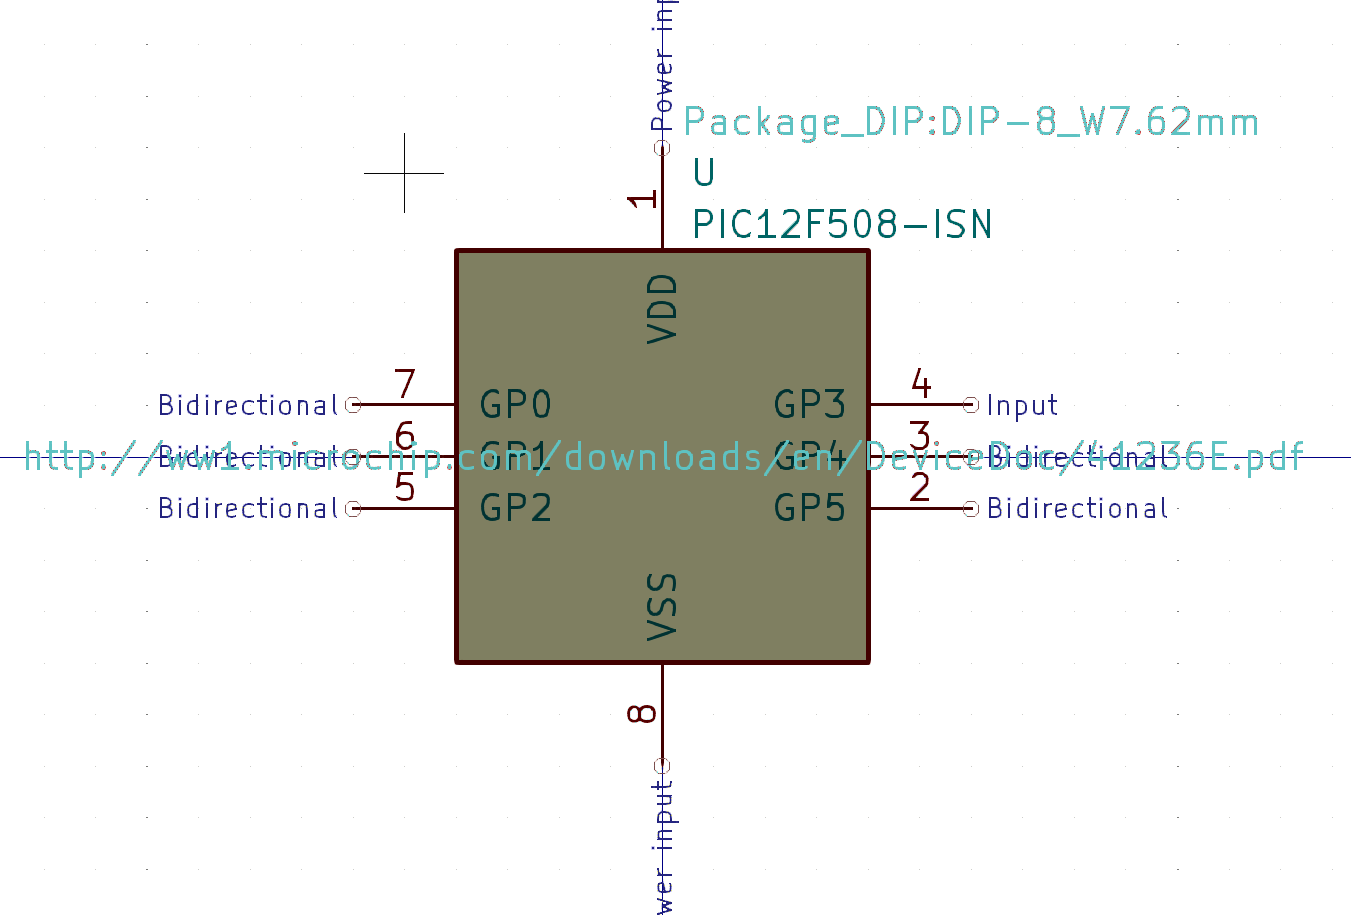 Power inp
Package_DIP:DIP-8_W7.62mm
U
1
PIC12F508-ISN
VDD
7
4
Bidirectional
GP0
GP3
Input
6
3
Bidirectional
GP1
GP4
Bidirectional
http://ww1.microchip.com/downloads/en/DeviceDoc/41236E.pdf
5
2
Bidirectional
GP2
GP5
Bidirectional
VSS
8
wer input